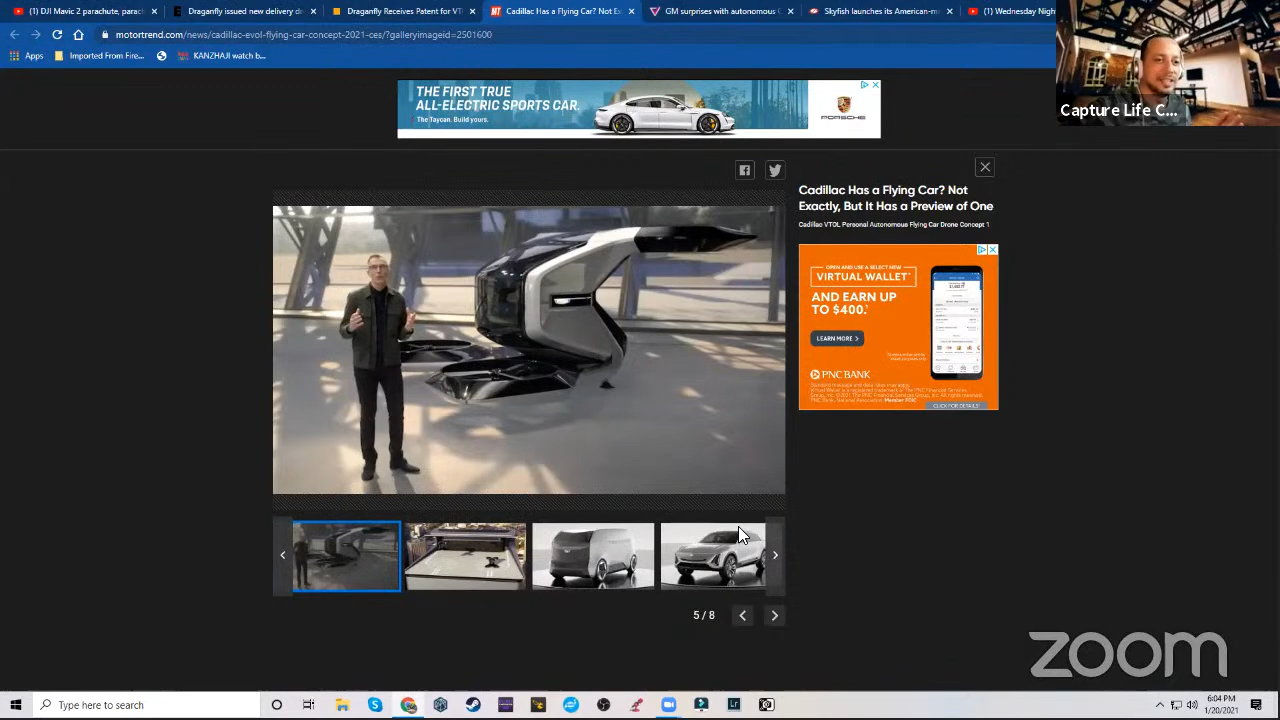 (1) DJI Mavic 2 parachute, parac
Draganfly issued new delivery dr
Draganfly Receives Patent for VT
Cadillac Has a Flying Car? Not Ex
GM surprises with autonomous C
Skyfish launches its American-m
(1) Wednesday Nigh
motortrend.com/news/cadillac-evol-flying-car-concept-2021-ces/?galleryimageid=2501600
Apps
Imported From Fire...
KANZHAJI watch b...
Capture Life C...
THE FIRST TRUE
ALL-ELECTRIC SPORTS CAR.
The Taycan. Build yours.
PORSCHE
Cadillac Has a Flying Car? Not
Exactly, But It Has a Preview of One
Cadillac VTOL Personal Autonomous Flying Car Drone Concept 1
OPEN AND USE A SELECT NEW
VIRTUAL WALLET
AND EARN UP
TO $400.
LEARN MORE >
PNC BANK
CLICK FOR DETAILS
5 / 8
zoom
Type here to search
6:04 PM
1/20/2021